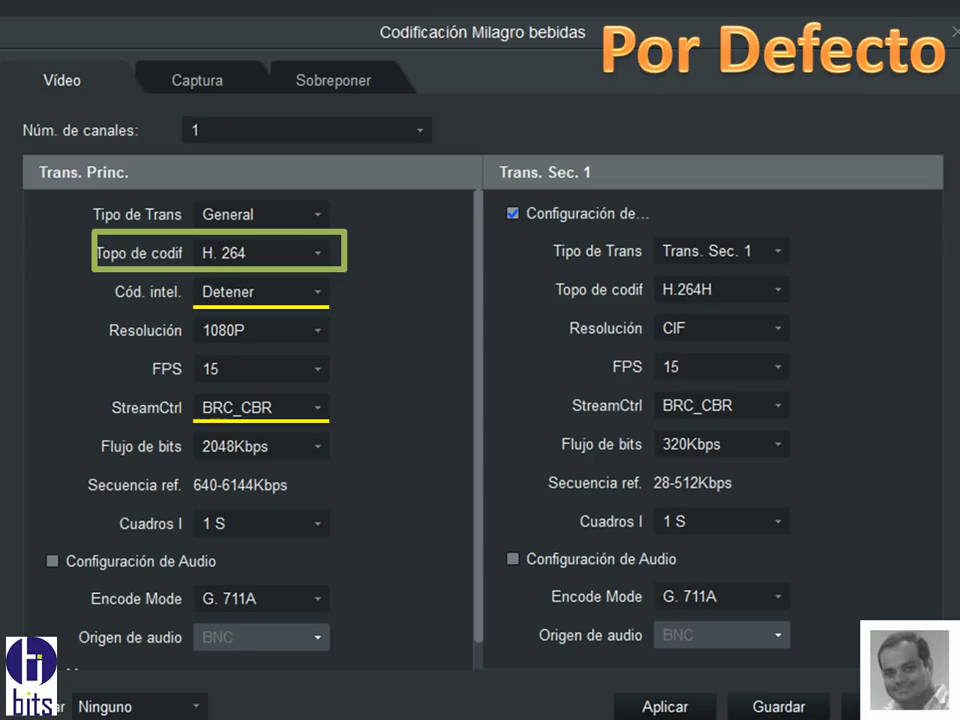 Codificación Milagro bebidas
Por Defecto
Vídeo Captura Sobreponer
Núm. de canales: 1
Trans. Princ.
Tipo de Trans General
Topo de codif H. 264
Cód. intel. Detener
Resolución 1080P
FPS 15
StreamCtrl BRC_CBR
Flujo de bits 2048Kbps
Secuencia ref. 640-6144Kbps
Cuadros I 1 S
Configuración de Audio
Encode Mode G. 711A
Origen de audio BNC
Trans. Sec. 1
Configuración de...
Tipo de Trans Trans. Sec. 1
Topo de codif H.264H
Resolución CIF
FPS 15
StreamCtrl BRC_CBR
Flujo de bits 320Kbps
Secuencia ref. 28-512Kbps
Cuadros I 1 S
Configuración de Audio
Encode Mode G. 711A
Origen de audio BNC
bits
Ninguno
Aplicar Guardar